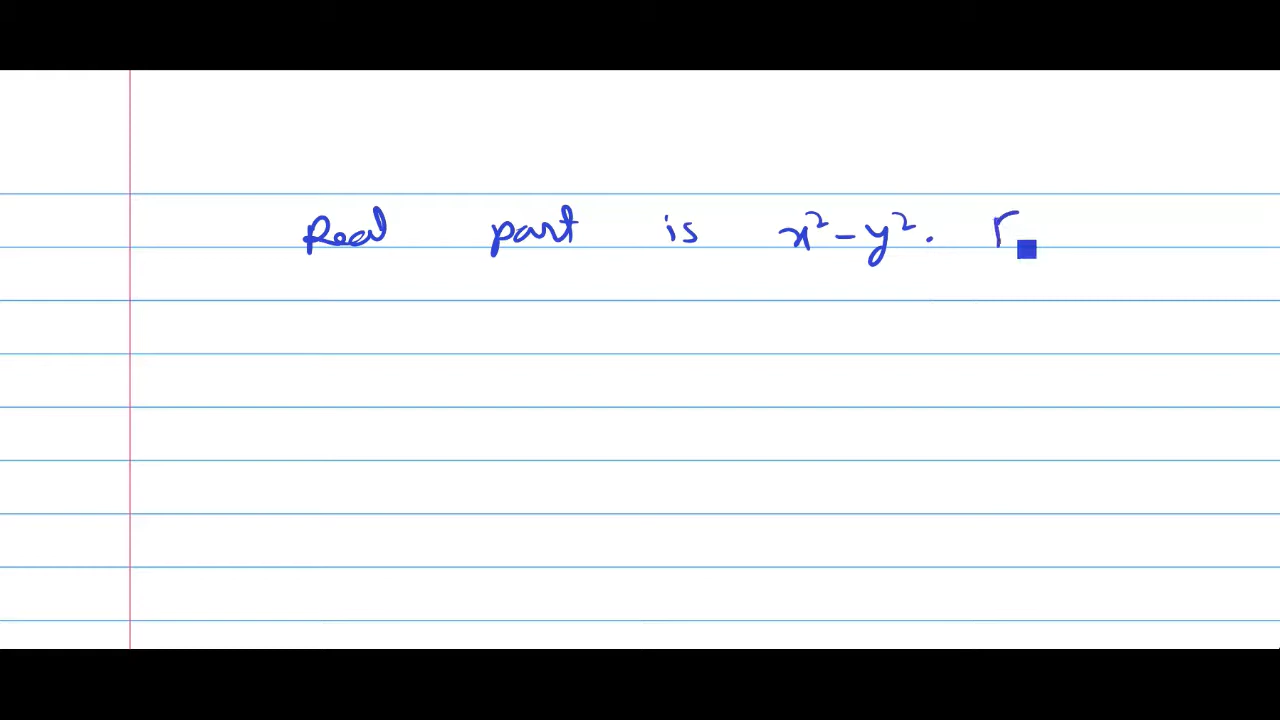 Real part is x² - y².